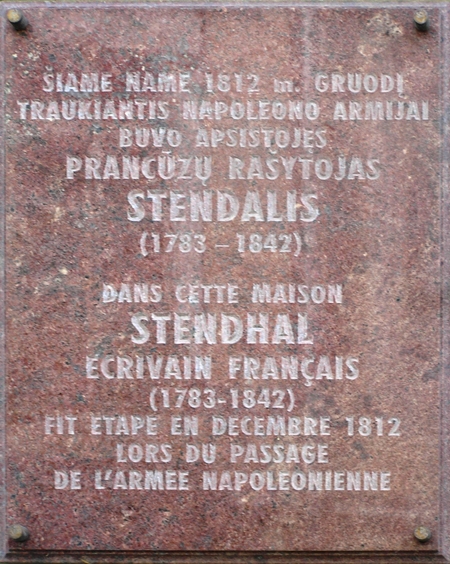 ŠIAME NAME 1812 m. GRUODĮ
TRAUKIANTIS NAPOLEONO ARMIJAI
BUVO APSISTOJĘS
PRANCŪZŲ RAŠYTOJAS
STENDALIS
(1783 – 1842)
DANS CETTE MAISON
STENDHAL
ECRIVAIN FRANÇAIS
(1783-1842)
FIT ETAPE EN DECEMBRE 1812
LORS DU PASSAGE
DE L'ARMEE NAPOLEONIENNE